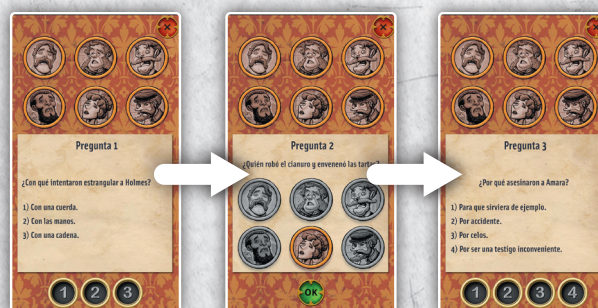 Pregunta 1
¿Con qué intentaron estrangular a Holmes?
1) Con una cuerda.
2) Con las manos.
3) Con una cadena.
1 2 3
Pregunta 2
¿Quién robó el cianuro y envenenó las
OK
Pregunta 3
¿Por qué asesinaron a Amara?
1) Para que sirviera de ejemplo.
2) Por accidente.
3) Por celos.
4) Por ser una testigo inconveniente.
1 2 3 4